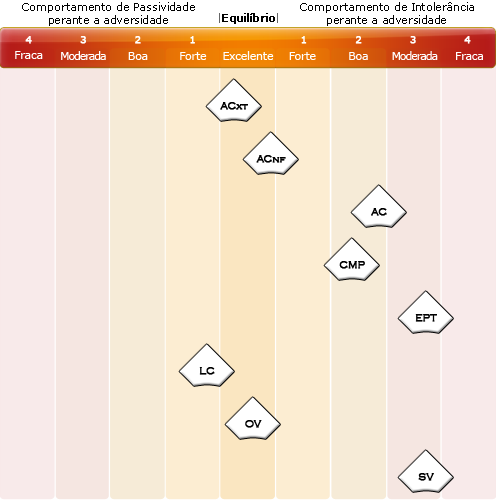 Comportamento de Passividade
perante a adversidade
|Equilíbrio|
Comportamento de Intolerância
perante a adversidade
4 3 2 1 1 2 3 4
Fraca Moderada Boa Forte Excelente Forte Boa Moderada Fraca
ACXT
ACNF
AC
CMP
EPT
LC
OV
SV